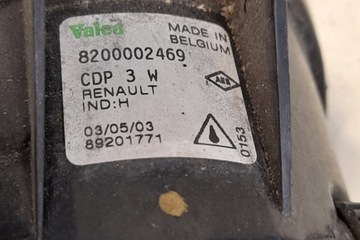 Valeo
MADE IN
BELGIUM
8200002469
CDP 3 W
RENAULT
IND:H
03/05/03
89201771
0153